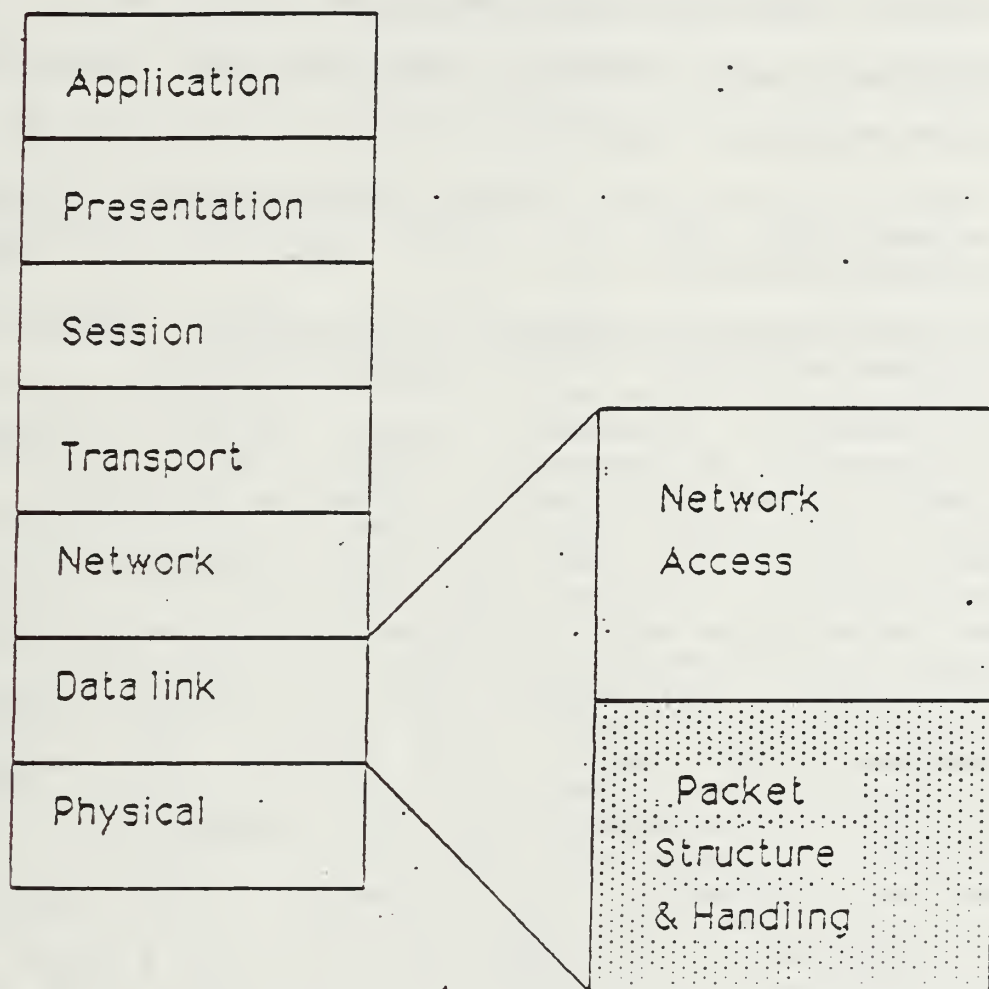 Application
Presentation
Session
Transport
Network
Data link
Physical
Network
Access
Packet
Structure
& Handling